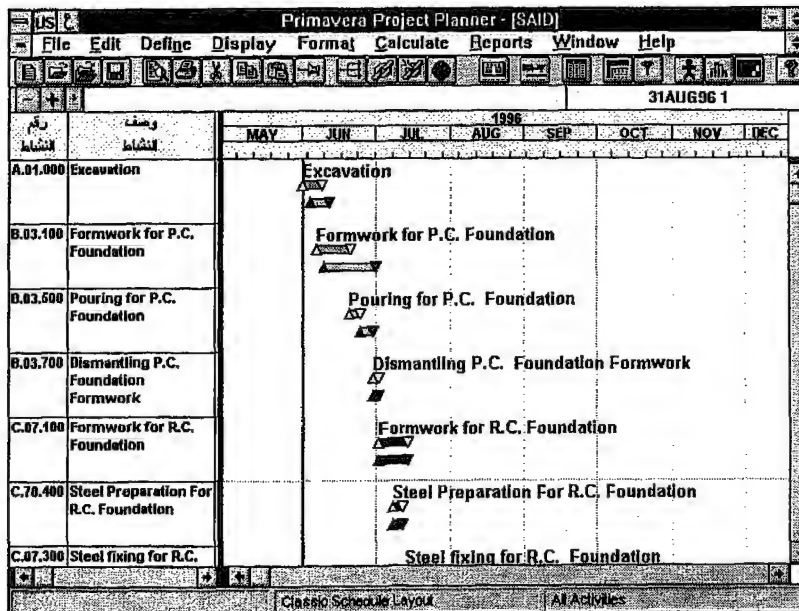 US
Primavera Project Planner - [SAID]
File Edit Define Display Format Calculate Reports Window Help
31AUG96 1
رقم النشاط
وصف النشاط
1996
MAY JUN JUL AUG SEP OCT NOV DEC
A.01.000 Excavation
Excavation
B.03.100 Formwork for P.C.
Foundation
Formwork for P.C. Foundation
B.03.500 Pouring for P.C.
Foundation
Pouring for P.C. Foundation
B.03.700 Dismantling P.C.
Foundation
Formwork
Dismantling P.C. Foundation Formwork
C.07.100 Formwork for R.C.
Foundation
Formwork for R.C. Foundation
C.70.400 Steel Preparation For
R.C. Foundation
Steel Preparation For R.C. Foundation
C.07.300 Steel fixing for R.C.
Steel fixing for R.C. Foundation
Classic Schedule Layout
All Activities